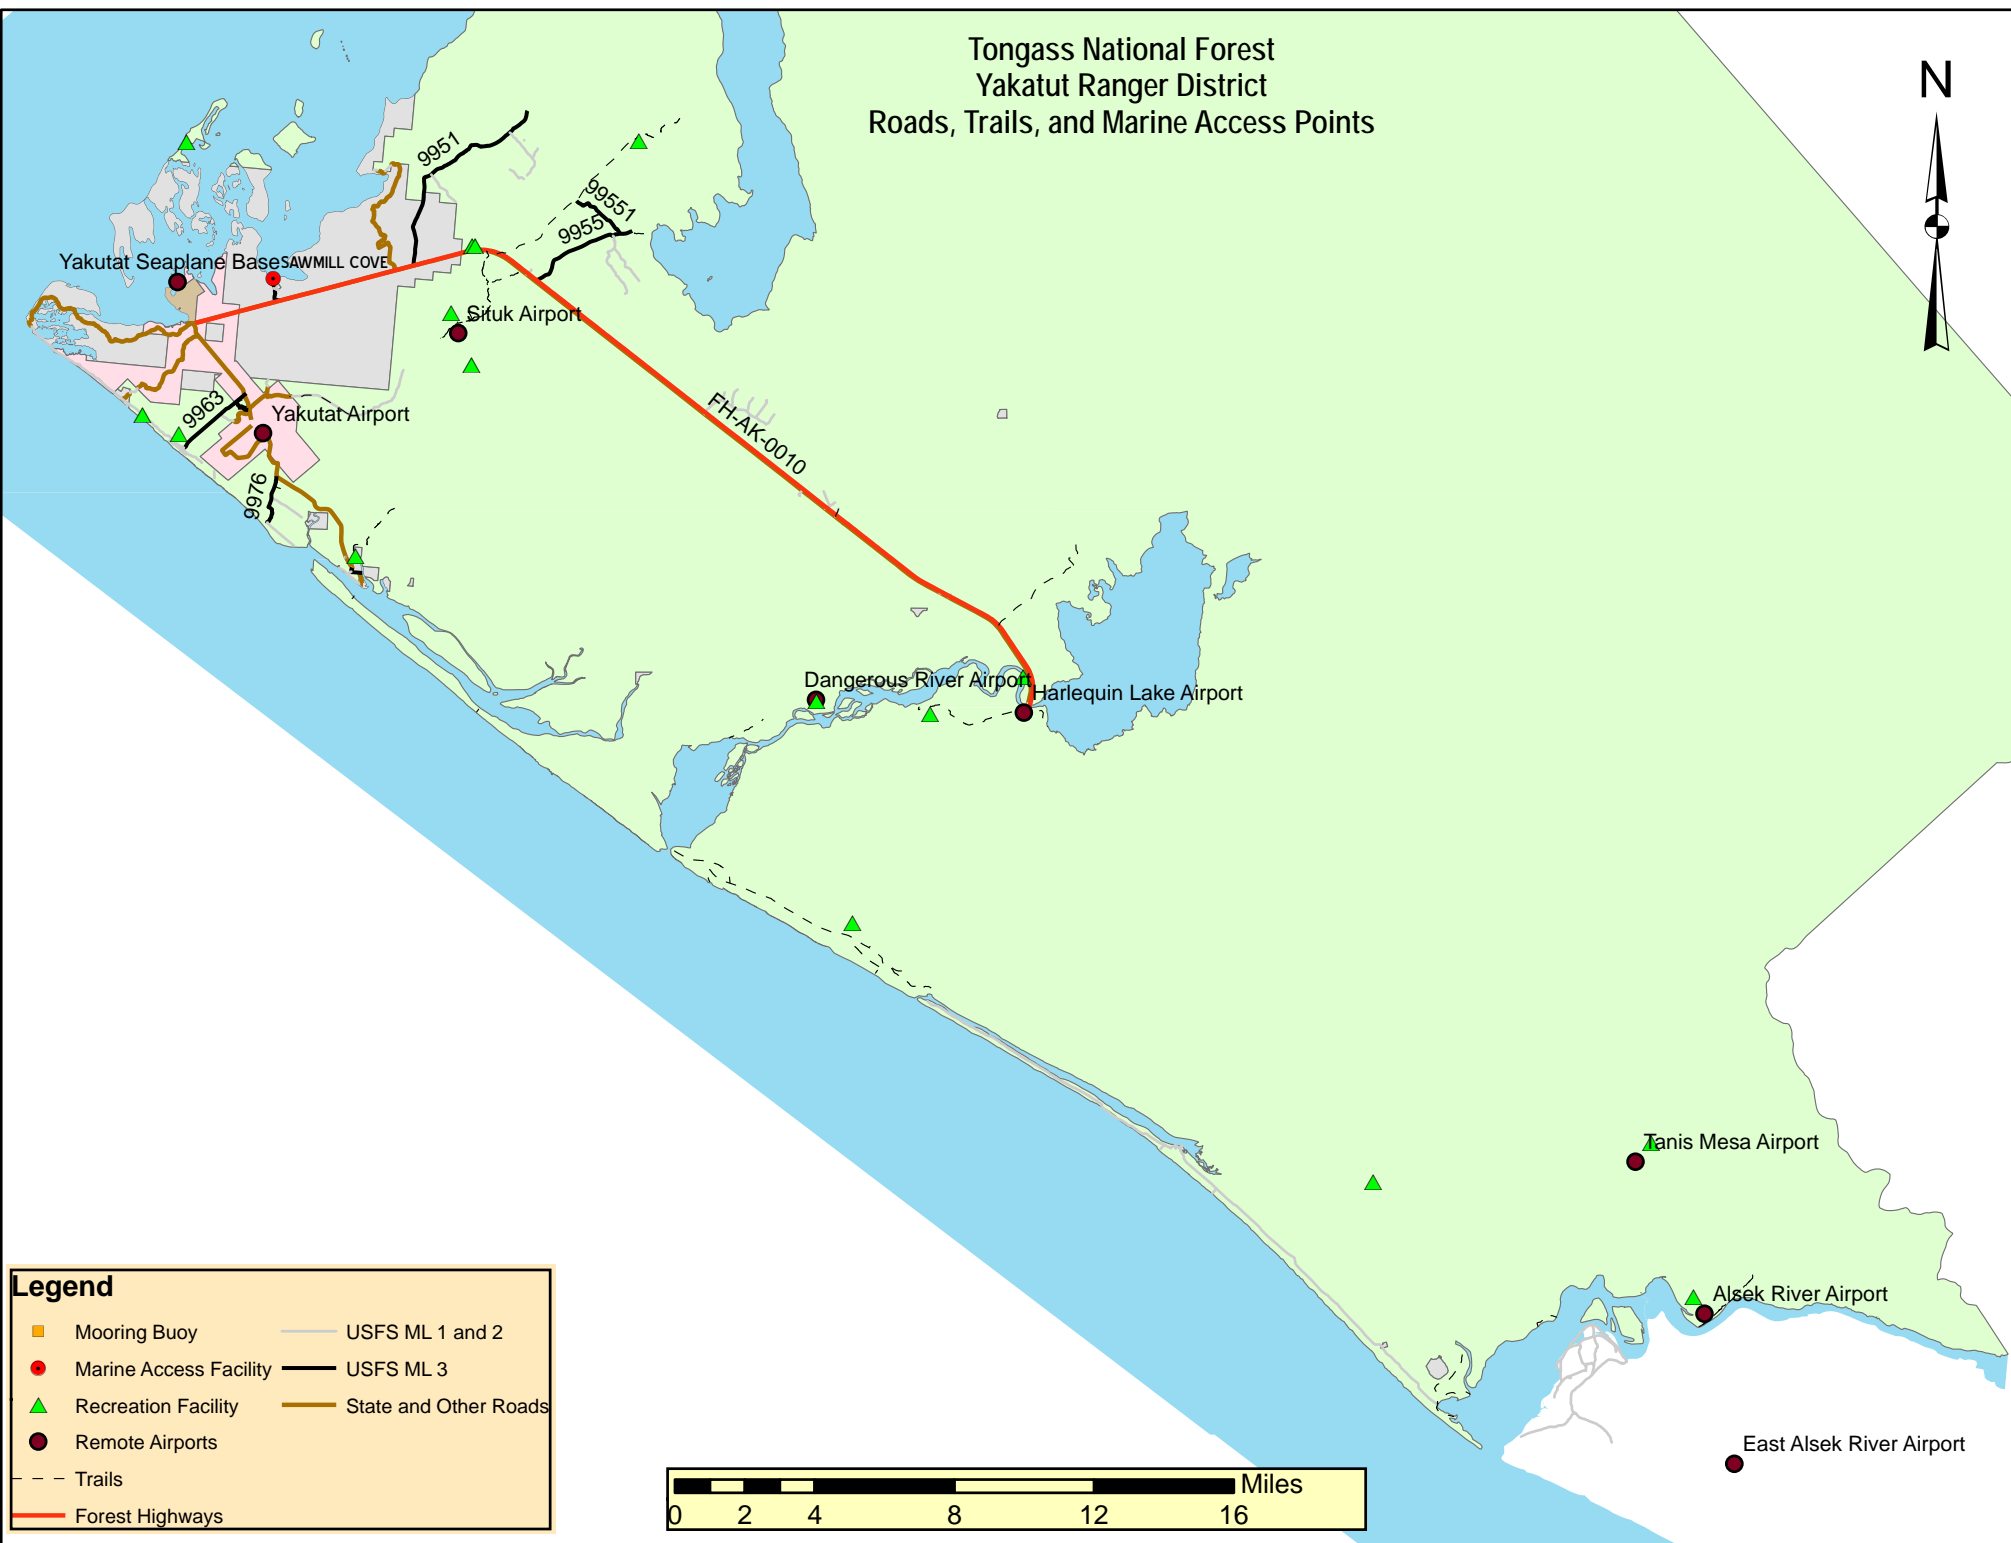 Tongass National Forest
Yakatut Ranger District
Roads, Trails, and Marine Access Points
N
9951
99551
9955
Yakutat Seaplane Base
SAWMILL COVE
Situk Airport
9963
Yakutat Airport
FH-AK-0010
9976
Dangerous River Airport
Harlequin Lake Airport
Tanis Mesa Airport
Alsek River Airport
East Alsek River Airport
Legend
Mooring Buoy
USFS ML 1 and 2
Marine Access Facility
USFS ML 3
Recreation Facility
State and Other Roads
Remote Airports
Trails
Forest Highways
Miles
0 2 4 8 12 16